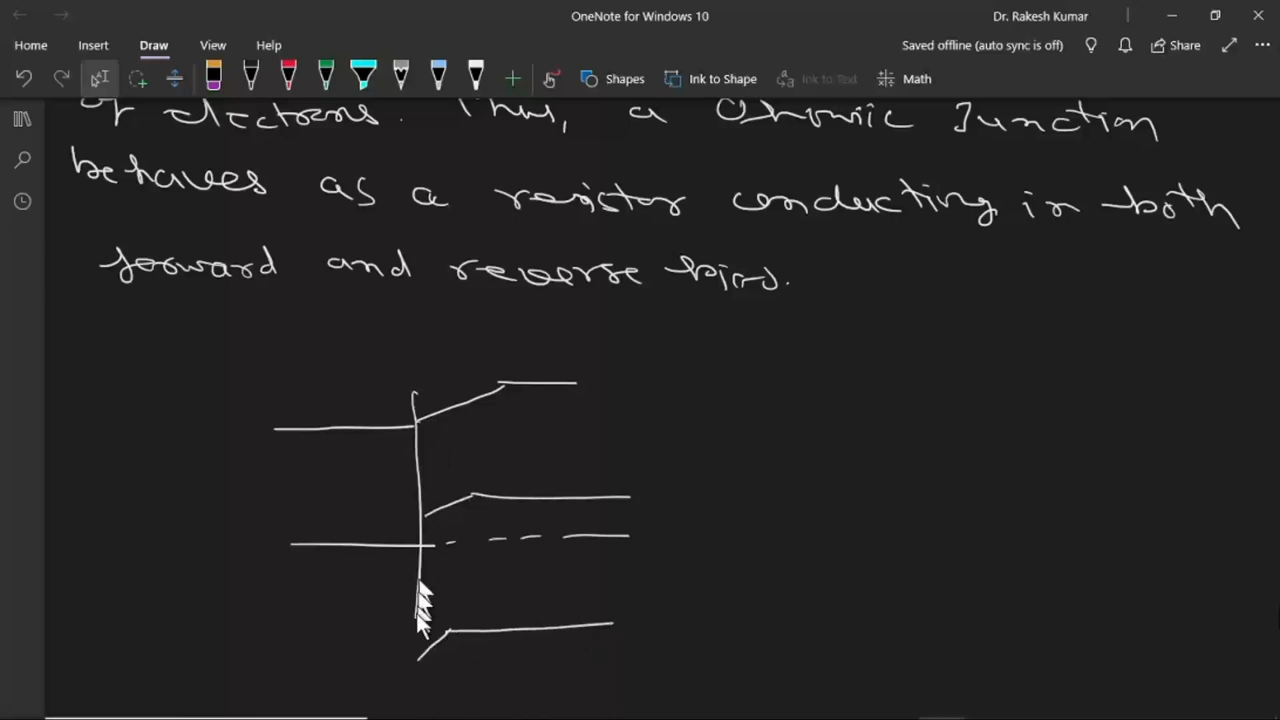 OneNote for Windows 10
Dr. Rakesh Kumar
Home Insert Draw View Help
Saved offline (auto sync is off)
Share
Shapes
Ink to Shape
Ink to Text
Math
of electrons. Thus, a Ohmic Junction
behaves as a resistor conducting in both
forward and reverse bias.